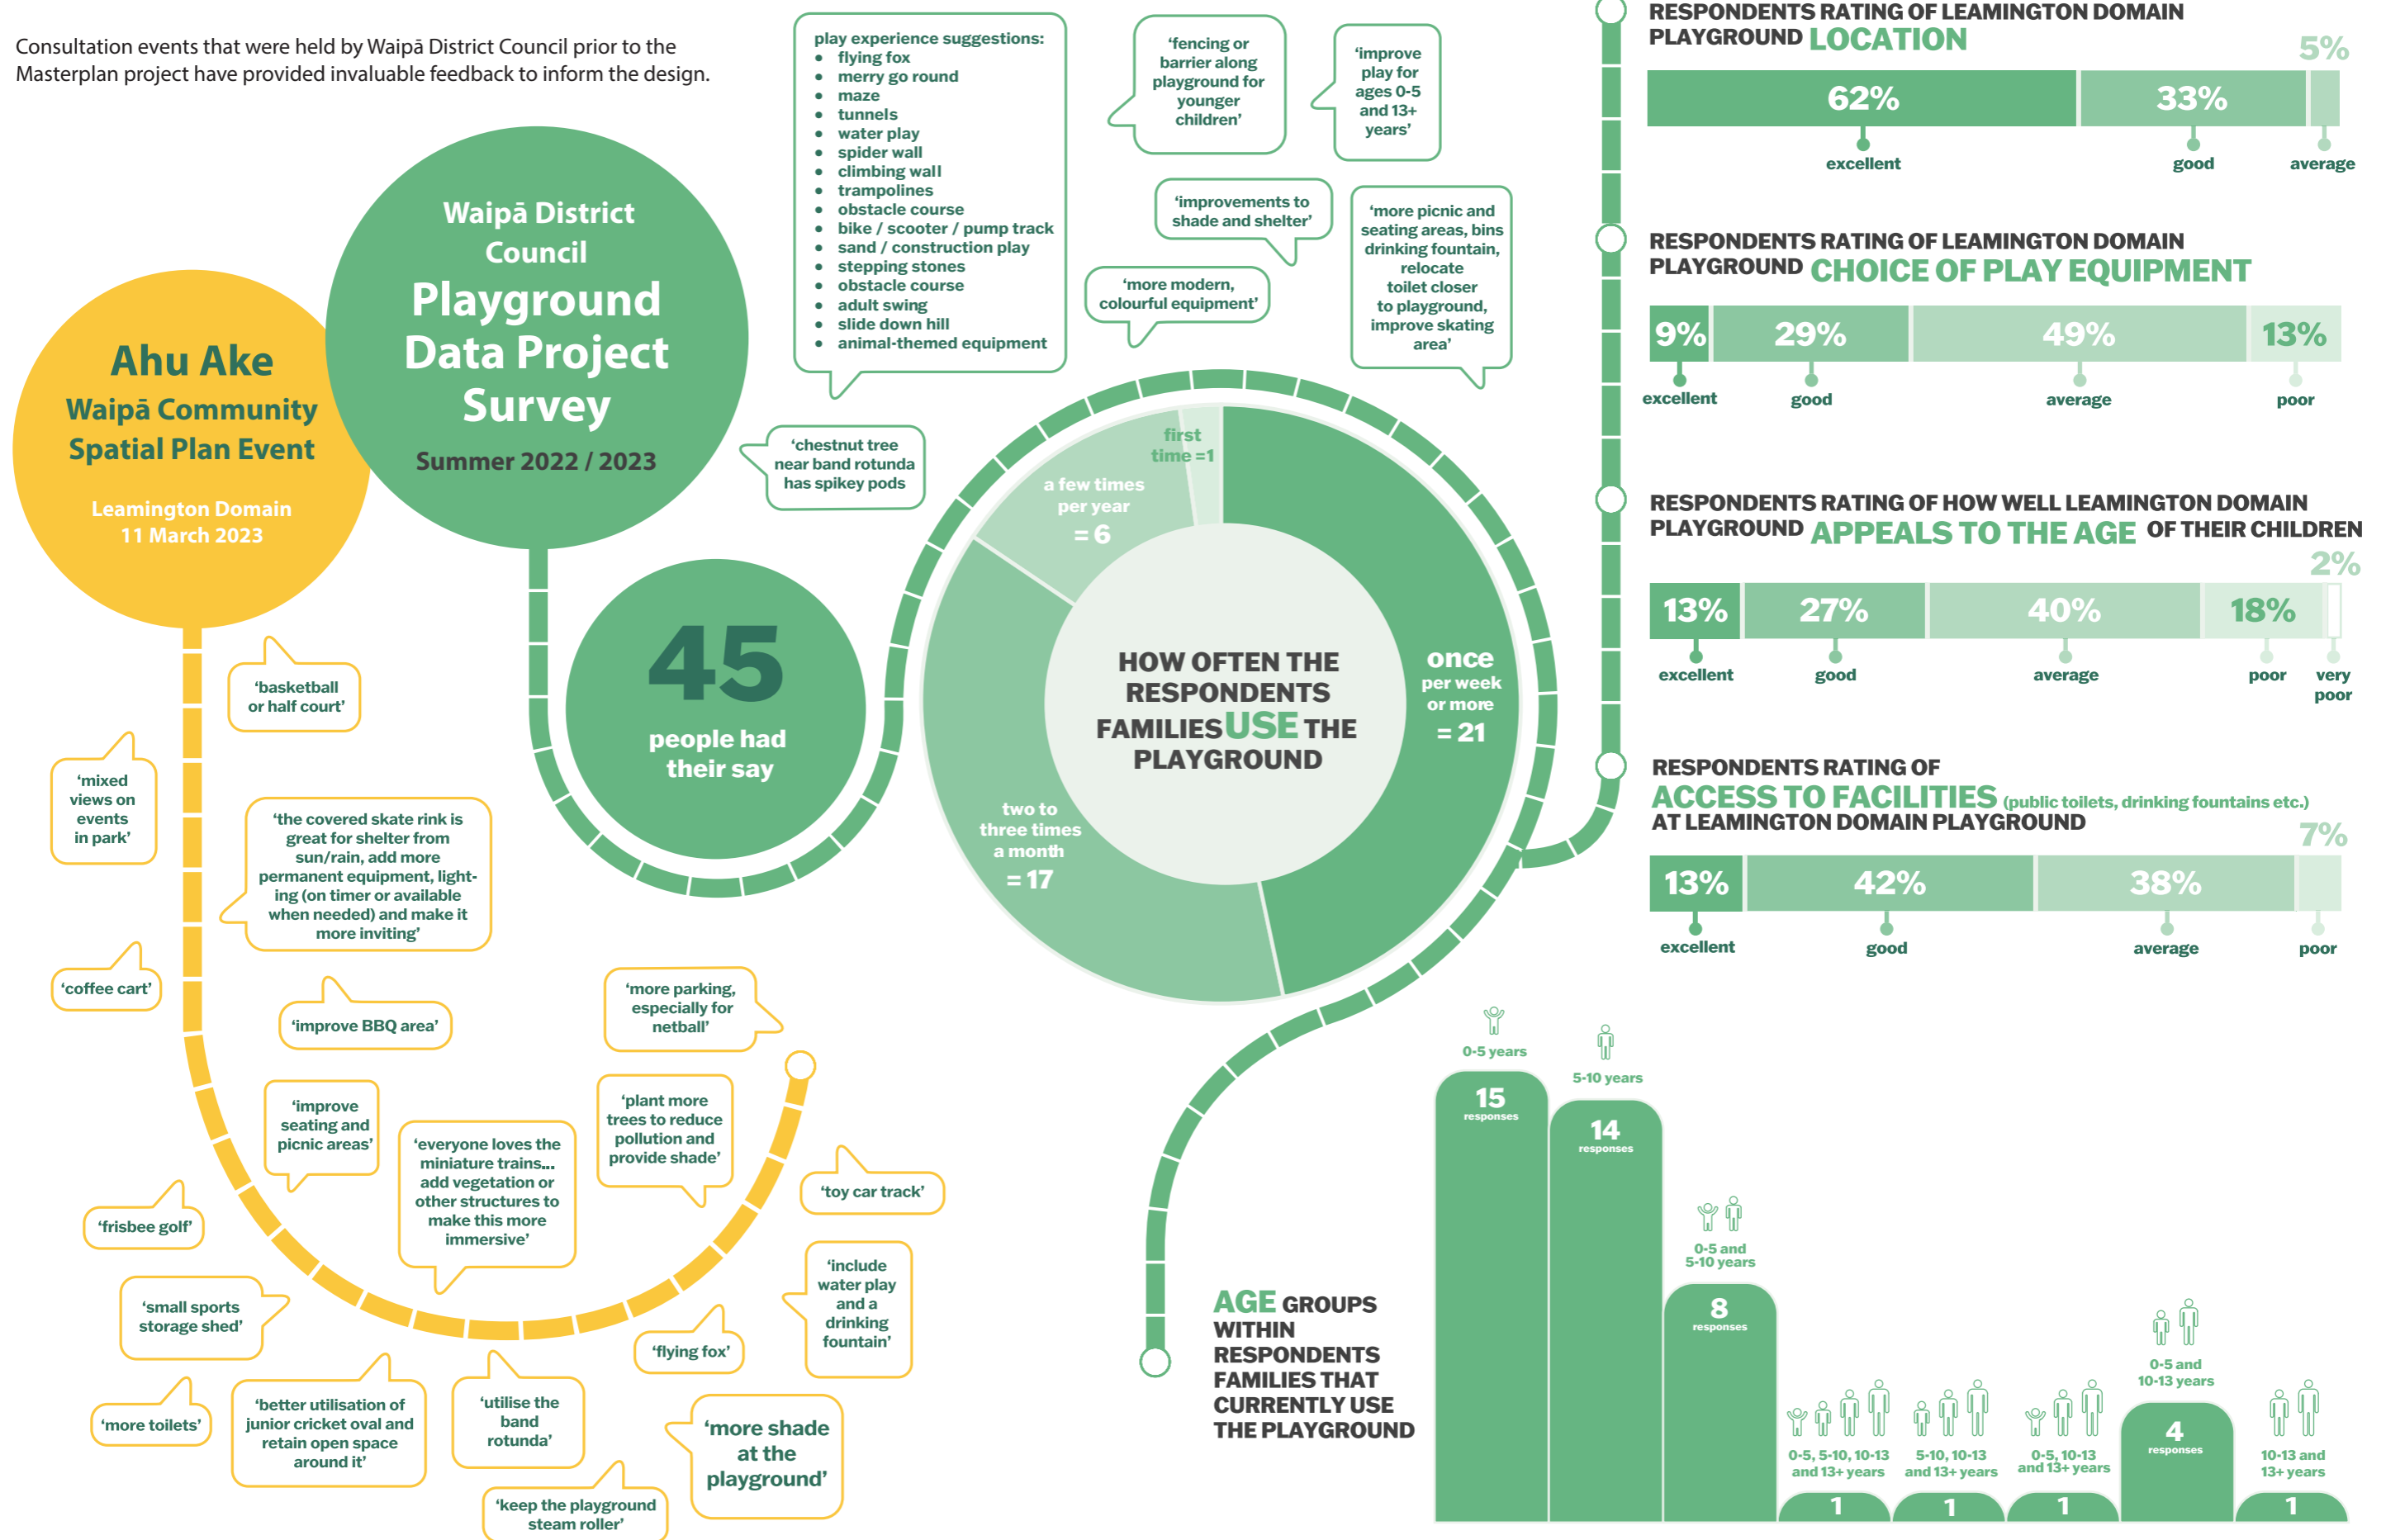 Consultation events that were held by Waipā District Council prior to the
Masterplan project have provided invaluable feedback to inform the design.
Ahu Ake
Waipā Community
Spatial Plan Event
Leamington Domain
11 March 2023
Waipā District
Council
Playground
Data Project
Survey
Summer 2022 / 2023
play experience suggestions:
• flying fox
• merry go round
• maze
• tunnels
• water play
• spider wall
• climbing wall
• trampolines
• obstacle course
• bike / scooter / pump track
• sand / construction play
• stepping stones
• obstacle course
• adult swing
• slide down hill
• animal-themed equipment
‘fencing or
barrier along
playground for
younger
children’
‘improve
play for
ages 0-5
and 13+
years’
‘improvements to
shade and shelter’
‘more modern,
colourful equipment’
‘more picnic and
seating areas, bins
drinking fountain,
relocate
toilet closer
to playground,
improve skating
area’
‘chestnut tree
near band rotunda
has spikey pods
45
people had
their say
HOW OFTEN THE
RESPONDENTS
FAMILIES USE THE
PLAYGROUND
first
time =1
a few times
per year
= 6
two to
three times
a month
= 17
once
per week
or more
= 21
RESPONDENTS RATING OF LEAMINGTON DOMAIN
PLAYGROUND LOCATION
5%
62%
33%
excellent
good
average
RESPONDENTS RATING OF LEAMINGTON DOMAIN
PLAYGROUND CHOICE OF PLAY EQUIPMENT
9%
29%
49%
13%
excellent
good
average
poor
RESPONDENTS RATING OF HOW WELL LEAMINGTON DOMAIN
PLAYGROUND APPEALS TO THE AGE OF THEIR CHILDREN
2%
13%
27%
40%
18%
excellent
good
average
poor
very
poor
RESPONDENTS RATING OF
ACCESS TO FACILITIES (public toilets, drinking fountains etc.)
AT LEAMINGTON DOMAIN PLAYGROUND
7%
13%
42%
38%
excellent
good
average
poor
‘basketball
or half court’
‘mixed
views on
events
in park’
‘the covered skate rink is
great for shelter from
sun/rain, add more
permanent equipment, light-
ing (on timer or available
when needed) and make it
more inviting’
‘coffee cart’
‘improve BBQ area’
‘more parking,
especially for
netball’
‘improve
seating and
picnic areas’
‘everyone loves the
miniature trains...
add vegetation or
other structures to
make this more
immersive’
‘plant more
trees to reduce
pollution and
provide shade’
‘toy car track’
‘frisbee golf’
‘small sports
storage shed’
‘include
water play
and a
drinking
fountain’
‘flying fox’
‘more toilets’
‘better utilisation of
junior cricket oval and
retain open space
around it’
‘utilise the
band
rotunda’
‘more shade
at the
playground’
‘keep the playground
steam roller’
AGE GROUPS
WITHIN
RESPONDENTS
FAMILIES THAT
CURRENTLY USE
THE PLAYGROUND
0-5 years
15
responses
5-10 years
14
responses
0-5 and
5-10 years
8
responses
0-5, 5-10, 10-13
and 13+ years
1
5-10, 10-13
and 13+ years
1
0-5, 10-13
and 13+ years
1
0-5 and
10-13 years
4
responses
10-13 and
13+ years
1